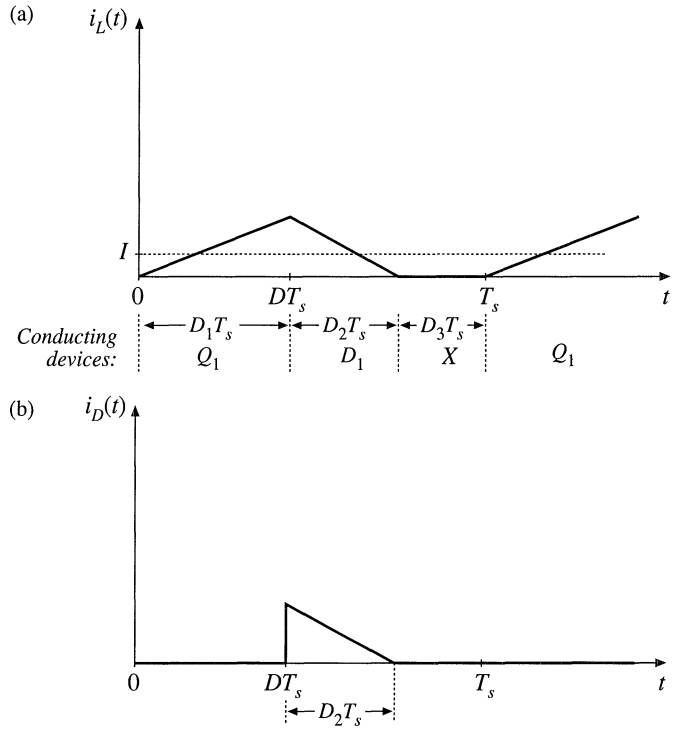 (a)
i_L(t)
I
0 DT_s T_s t
D_1T_s D_2T_s D_3T_s
Conducting
devices: Q_1 D_1 X Q_1
(b)
i_D(t)
0 DT_s T_s t
D_2T_s